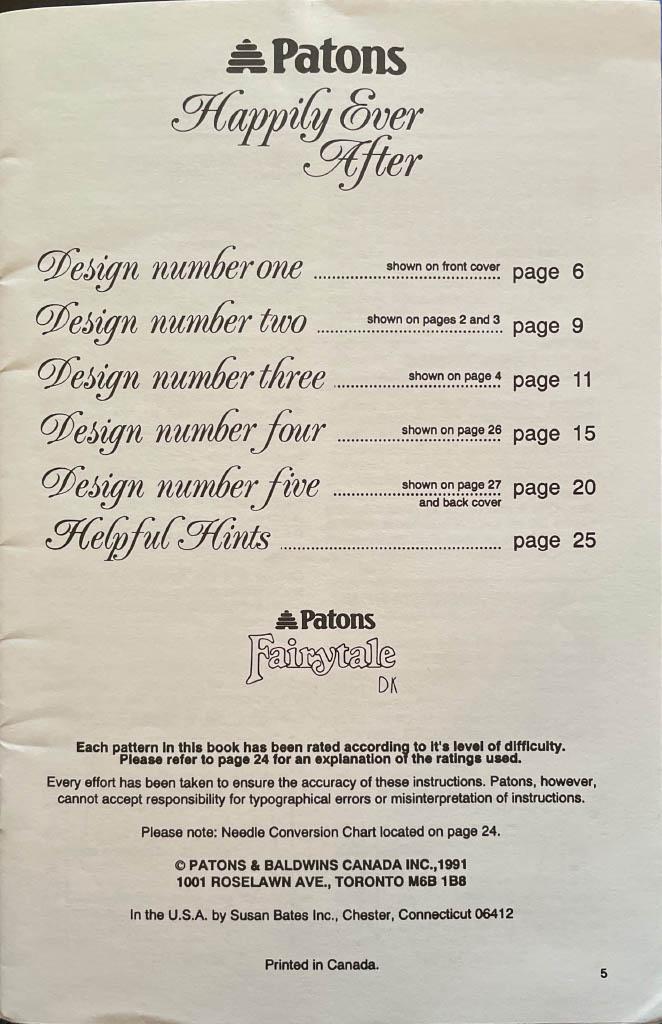 Patons
Happily Ever
After
Design number one ........................ shown on front cover page 6
Design number two ........................ shown on pages 2 and 3 page 9
Design number three ........................ shown on page 4 page 11
Design number four ........................ shown on page 26 page 15
Design number five ........................ shown on page 27 page 20
and back cover
Helpful Hints ........................ page 25
Patons
Fairytale
DK
Each pattern in this book has been rated according to it's level of difficulty.
Please refer to page 24 for an explanation of the ratings used.
Every effort has been taken to ensure the accuracy of these instructions. Patons, however,
cannot accept responsibility for typographical errors or misinterpretation of instructions.
Please note: Needle Conversion Chart located on page 24.
© PATONS & BALDWINS CANADA INC.,1991
1001 ROSELAWN AVE., TORONTO M6B 1B8
In the U.S.A. by Susan Bates Inc., Chester, Connecticut 06412
Printed in Canada.
5